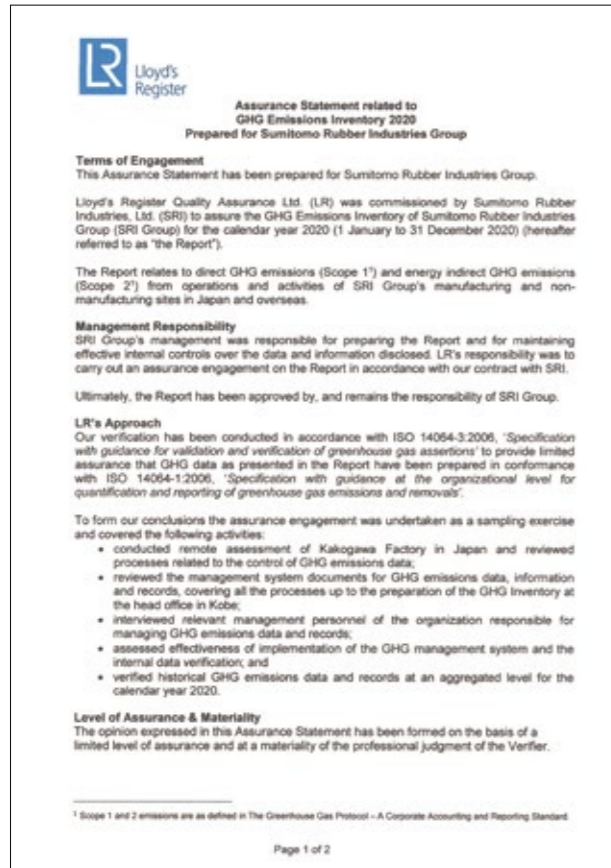 LR
Lloyd's
Register
Assurance Statement related to
GHG Emissions Inventory 2020
Prepared for Sumitomo Rubber Industries Group
Terms of Engagement
This Assurance Statement has been prepared for Sumitomo Rubber Industries Group.
Lloyd's Register Quality Assurance Ltd. (LR) was commissioned by Sumitomo Rubber
Industries, Ltd. (SRI) to assure the GHG Emissions Inventory of Sumitomo Rubber Industries
Group (SRI Group) for the calendar year 2020 (1 January to 31 December 2020) (hereafter
referred to as "the Report").
The Report relates to direct GHG emissions (Scope 1¹) and energy indirect GHG emissions
(Scope 2¹) from operations and activities of SRI Group's manufacturing and non-
manufacturing sites in Japan and overseas.
Management Responsibility
SRI Group's management was responsible for preparing the Report and for maintaining
effective internal controls over the data and information disclosed. LR's responsibility was to
carry out an assurance engagement on the Report in accordance with our contract with SRI.
Ultimately, the Report has been approved by, and remains the responsibility of SRI Group.
LR's Approach
Our verification has been conducted in accordance with ISO 14064-3:2006, 'Specification
with guidance for validation and verification of greenhouse gas assertions' to provide limited
assurance that GHG data as presented in the Report have been prepared in conformance
with ISO 14064-1:2006, 'Specification with guidance at the organizational level for
quantification and reporting of greenhouse gas emissions and removals'.
To form our conclusions the assurance engagement was undertaken as a sampling exercise
and covered the following activities:
• conducted remote assessment of Kakogawa Factory in Japan and reviewed
processes related to the control of GHG emissions data;
• reviewed the management system documents for GHG emissions data, information
and records, covering all the processes up to the preparation of the GHG Inventory at
the head office in Kobe;
• interviewed relevant management personnel of the organization responsible for
managing GHG emissions data and records;
• assessed effectiveness of implementation of the GHG management system and the
internal data verification; and
• verified historical GHG emissions data and records at an aggregated level for the
calendar year 2020.
Level of Assurance & Materiality
The opinion expressed in this Assurance Statement has been formed on the basis of a
limited level of assurance and at a materiality of the professional judgment of the Verifier.
¹ Scope 1 and 2 emissions are as defined in The Greenhouse Gas Protocol – A Corporate Accounting and Reporting Standard.
Page 1 of 2